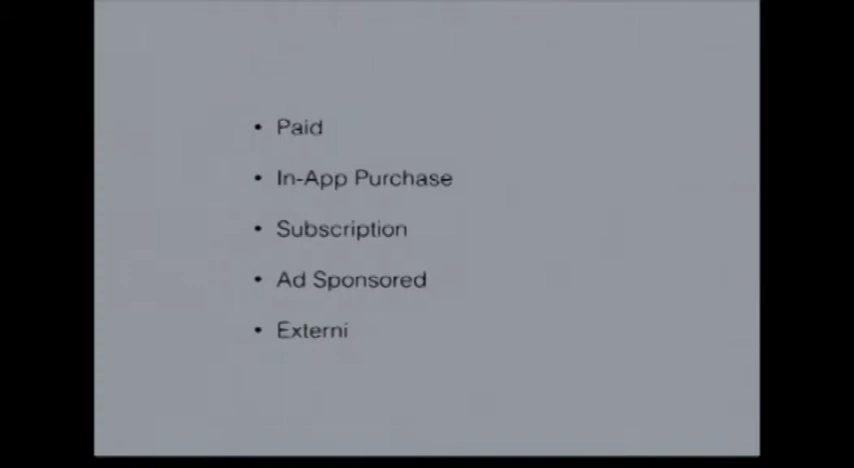 • Paid
• In-App Purchase
• Subscription
• Ad Sponsored
• Externi